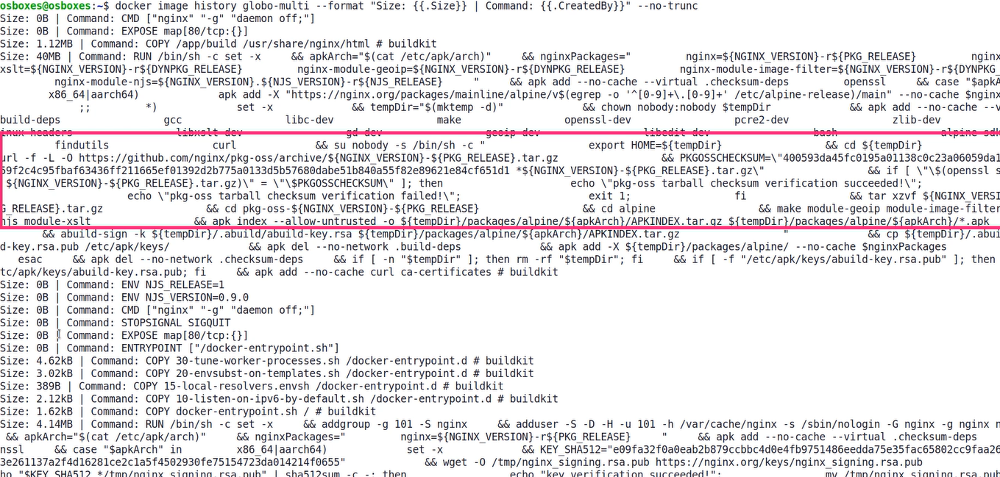 osboxes@osboxes:~$ docker image history globo-multi --format "Size: {{.Size}} | Command: {{.CreatedBy}}" --no-trunc
Size: 0B | Command: CMD ["nginx" "-g" "daemon off;"]
Size: 0B | Command: EXPOSE map[80/tcp:{}]
Size: 1.12MB | Command: COPY /app/build /usr/share/nginx/html # buildkit
Size: 40MB | Command: RUN /bin/sh -c set -x     && apkArch="$(cat /etc/apk/arch)"     && nginxPackages="         nginx=${NGINX_VERSION}-r${PKG_RELEASE}         nginx
xslt=${NGINX_VERSION}-r${DYNPKG_RELEASE}         nginx-module-geoip=${NGINX_VERSION}-r${DYNPKG_RELEASE}         nginx-module-image-filter=${NGINX_VERSION}-r${DYNPKG_
         nginx-module-njs=${NGINX_VERSION}.${NJS_VERSION}-r${NJS_RELEASE}     "     && apk add --no-cache --virtual .checksum-deps         openssl     && case "$apkA
        x86_64|aarch64)             apk add -X "https://nginx.org/packages/mainline/alpine/v$(egrep -o '^[0-9]+\.[0-9]+' /etc/alpine-release)/main" --no-cache $nginx
             ;;         *)             set -x             && tempDir="$(mktemp -d)"             && chown nobody:nobody $tempDir             && apk add --no-cache --v
build-deps                 gcc                 libc-dev                 make                 openssl-dev                 pcre2-dev                 zlib-dev
inux-headers                 libxslt-dev                 gd-dev                 geoip-dev                 libedit-dev                 bash                 alpine-sdk
         findutils                 curl             && su nobody -s /bin/sh -c "                 export HOME=${tempDir}                 && cd ${tempDir}
url -f -L -O https://github.com/nginx/pkg-oss/archive/${NGINX_VERSION}-${PKG_RELEASE}.tar.gz                 && PKGOSSCHECKSUM=\"400593da45fc0195a01138c0c23a06059da1
59f2c4c95fbaf63436ff211665ef01392d2b775a0133d5b57680dabe51b840a55f82e89621e84cf651d1 *${NGINX_VERSION}-${PKG_RELEASE}.tar.gz\"                 && if [ \"\$(openssl s
${NGINX_VERSION}-${PKG_RELEASE}.tar.gz)\" = \"\$PKGOSSCHECKSUM\" ]; then                     echo \"pkg-oss tarball checksum verification succeeded!\";
                     echo \"pkg-oss tarball checksum verification failed!\";                     exit 1;                 fi                 && tar xzvf ${NGINX_VERSI
G_RELEASE}.tar.gz                 && cd pkg-oss-${NGINX_VERSION}-${PKG_RELEASE}                 && cd alpine                 && make module-geoip module-image-filter
njs module-xslt                 && apk index --allow-untrusted -o ${tempDir}/packages/alpine/${apkArch}/APKINDEX.tar.gz ${tempDir}/packages/alpine/${apkArch}/*.apk
       && abuild-sign -k ${tempDir}/.abuild/abuild-key.rsa ${tempDir}/packages/alpine/${apkArch}/APKINDEX.tar.gz                 "             && cp ${tempDir}/.abui
d-key.rsa.pub /etc/apk/keys/             && apk del --no-network .build-deps             && apk add -X ${tempDir}/packages/alpine/ --no-cache $nginxPackages
   esac     && apk del --no-network .checksum-deps     && if [ -n "$tempDir" ]; then rm -rf "$tempDir"; fi     && if [ -f "/etc/apk/keys/abuild-key.rsa.pub" ]; then
tc/apk/keys/abuild-key.rsa.pub; fi     && apk add --no-cache curl ca-certificates # buildkit
Size: 0B | Command: ENV NJS_RELEASE=1
Size: 0B | Command: ENV NJS_VERSION=0.9.0
Size: 0B | Command: CMD ["nginx" "-g" "daemon off;"]
Size: 0B | Command: STOPSIGNAL SIGQUIT
Size: 0B | Command: EXPOSE map[80/tcp:{}]
Size: 0B | Command: ENTRYPOINT ["/docker-entrypoint.sh"]
Size: 4.62kB | Command: COPY 30-tune-worker-processes.sh /docker-entrypoint.d # buildkit
Size: 3.02kB | Command: COPY 20-envsubst-on-templates.sh /docker-entrypoint.d # buildkit
Size: 389B | Command: COPY 15-local-resolvers.envsh /docker-entrypoint.d # buildkit
Size: 2.12kB | Command: COPY 10-listen-on-ipv6-by-default.sh /docker-entrypoint.d # buildkit
Size: 1.62kB | Command: COPY docker-entrypoint.sh / # buildkit
Size: 4.14MB | Command: RUN /bin/sh -c set -x     && addgroup -g 101 -S nginx     && adduser -S -D -H -u 101 -h /var/cache/nginx -s /sbin/nologin -G nginx -g nginx n
 && apkArch="$(cat /etc/apk/arch)"     && nginxPackages="         nginx=${NGINX_VERSION}-r${PKG_RELEASE}     "     && apk add --no-cache --virtual .checksum-deps
nssl     && case "$apkArch" in         x86_64|aarch64)             set -x             && KEY_SHA512="e09fa32f0a0eab2b879ccbbc4d0e4fb9751486eedda75e35fac65802cc9faa26
3e261137a2f4d16281ce2c1a5f4502930fe75154723da014214f0655"             && wget -O /tmp/nginx_signing.rsa.pub https://nginx.org/keys/nginx_signing.rsa.pub
ho "$KEY_SHA512 */tmp/nginx_signing.rsa.pub" | sha512sum -c -; then                 echo "key verification succeeded!";                 mv /tmp/nginx_signing.rsa